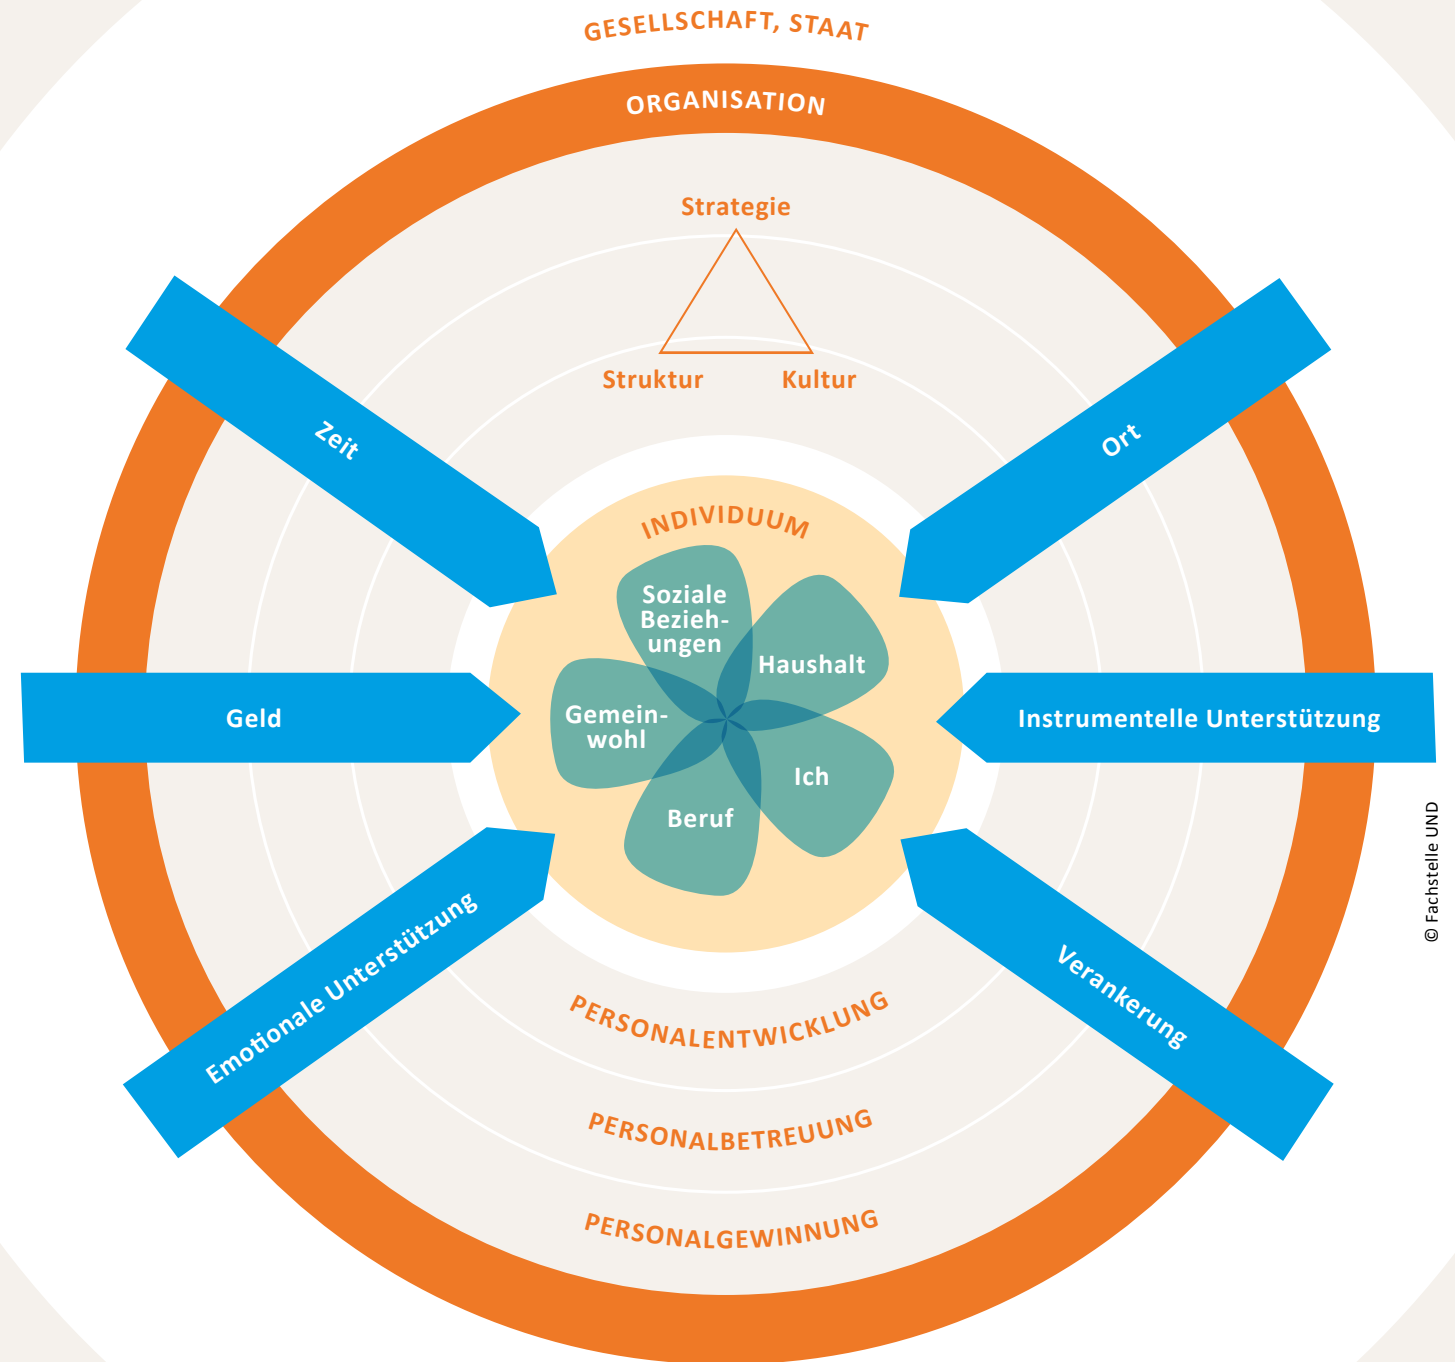 GESELLSCHAFT, STAAT
ORGANISATION
Strategie
Struktur
Kultur
Zeit
Ort
INDIVIDUUM
Soziale
Bezieh-
ungen
Haushalt
Gemein-
wohl
Ich
Beruf
Geld
Instrumentelle Unterstützung
Emotionale Unterstützung
Verankerung
PERSONALENTWICKLUNG
PERSONALBETREUUNG
PERSONALGEWINNUNG
© Fachstelle UND